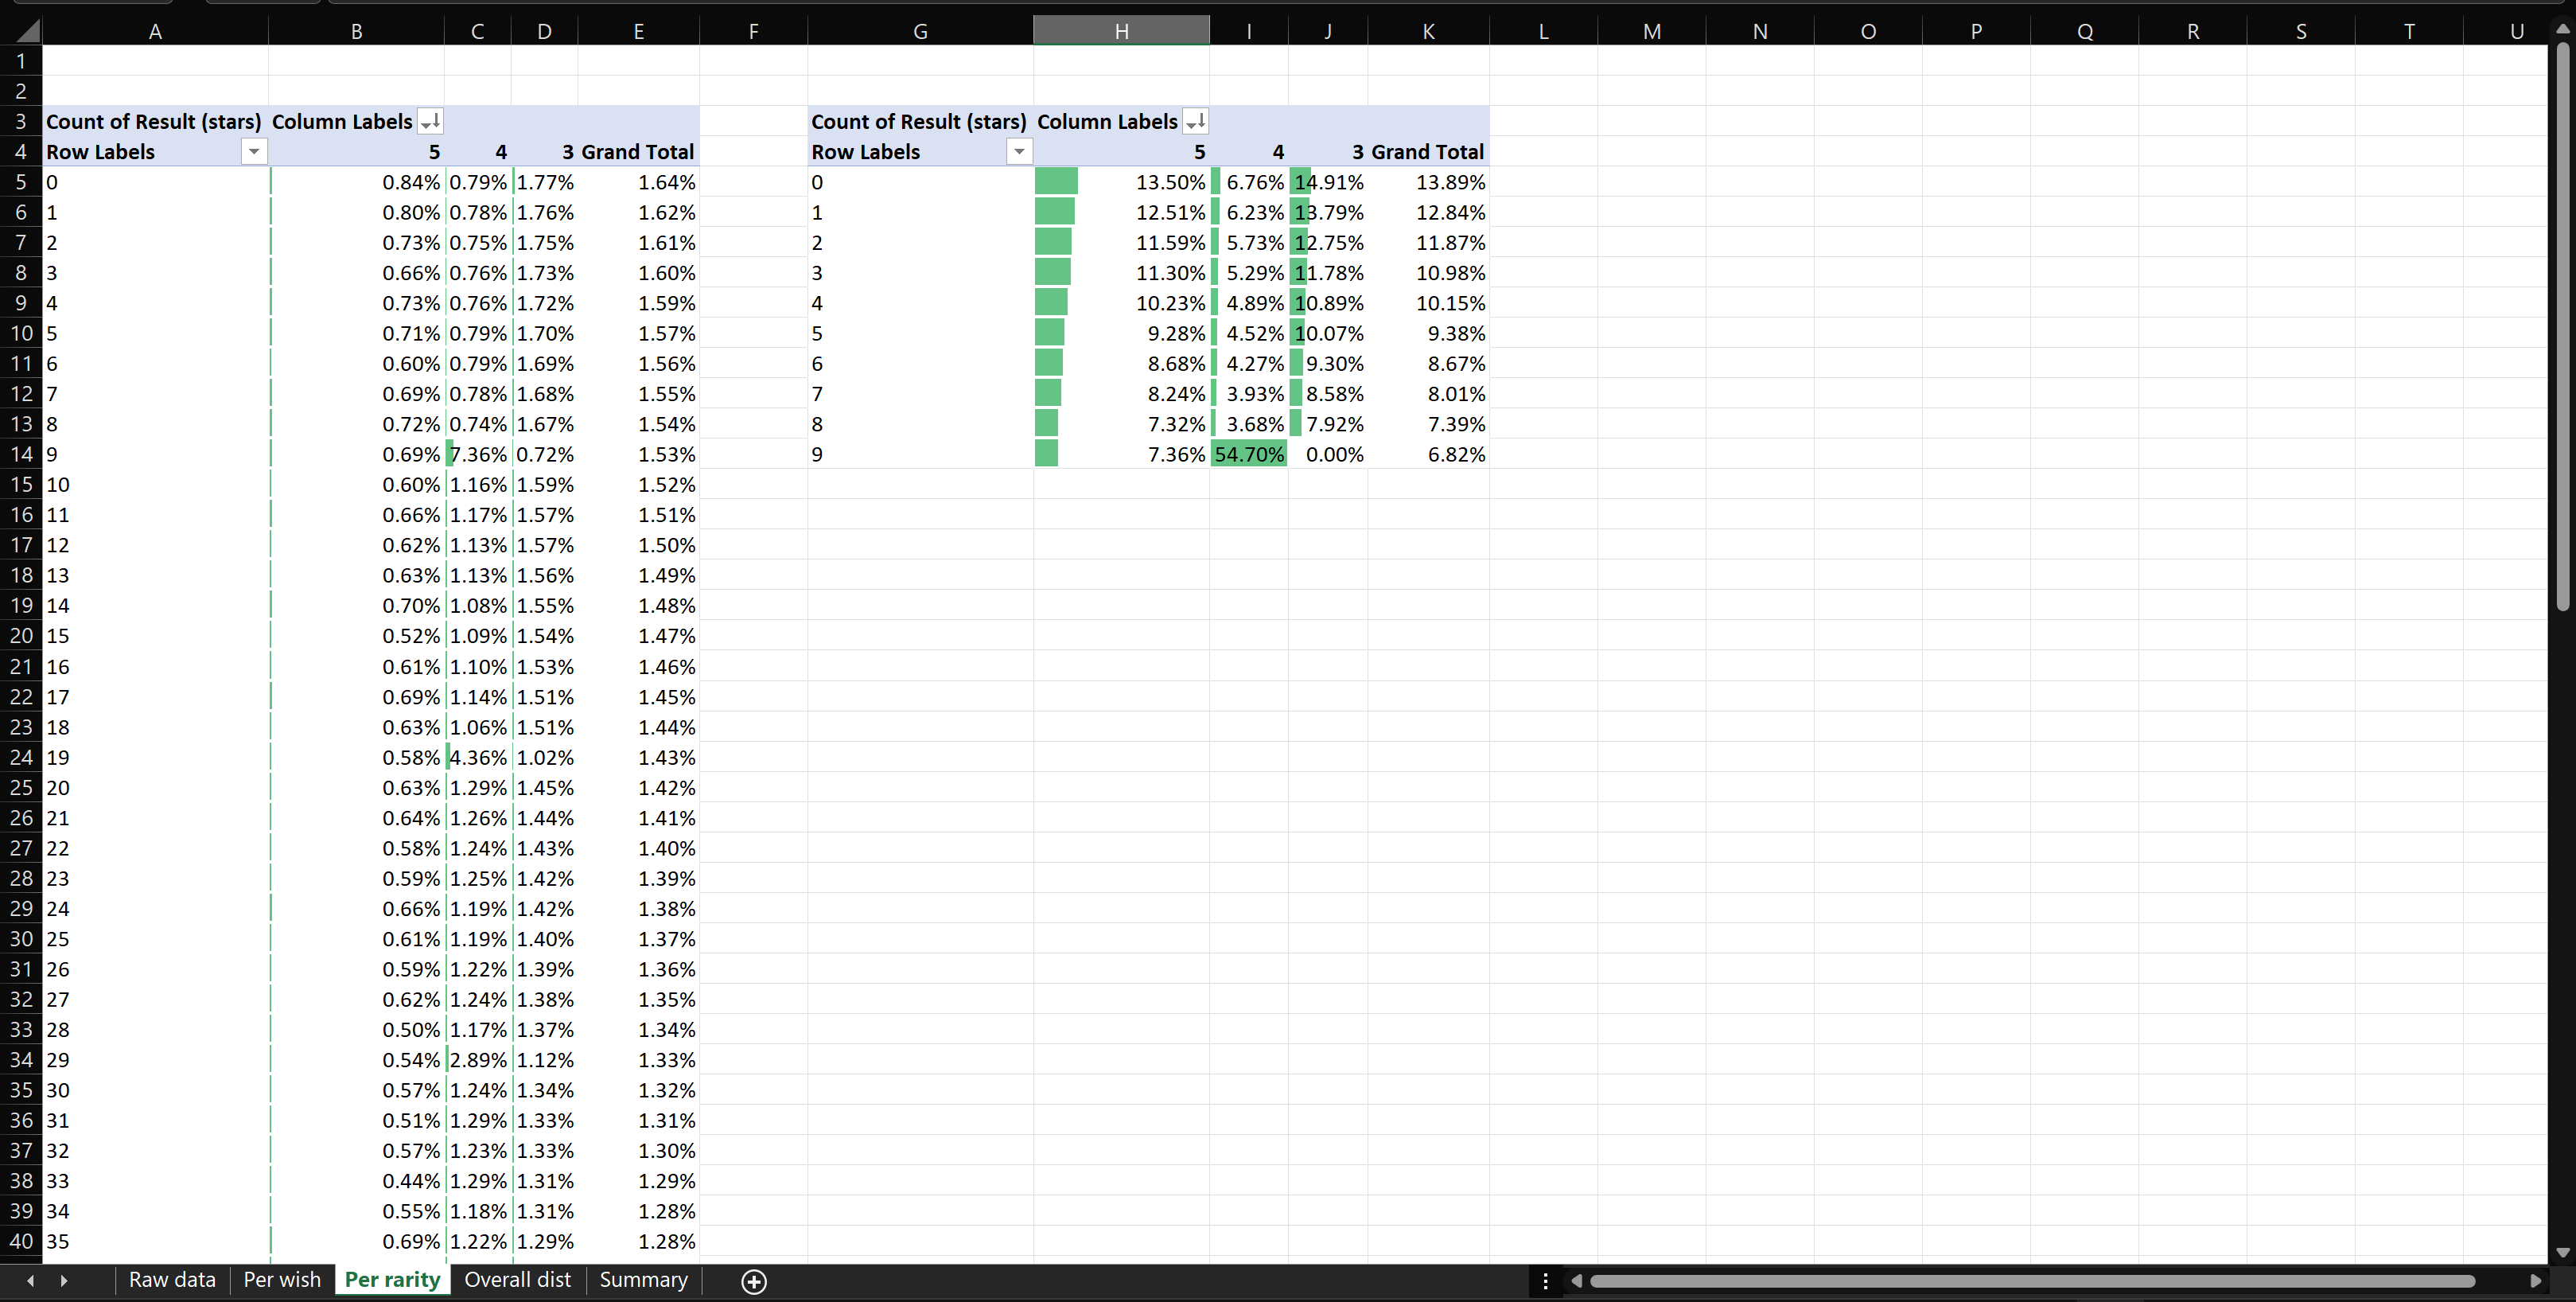 A B C D E F G H I J K L M N O P Q R S T U
1
2
3 Count of Result (stars) Column Labels Count of Result (stars) Column Labels
4 Row Labels 5 4 3 Grand Total Row Labels 5 4 3 Grand Total
5 0 0.84% 0.79% 1.77% 1.64% 0 13.50% 6.76% 14.91% 13.89%
6 1 0.80% 0.78% 1.76% 1.62% 1 12.51% 6.23% 13.79% 12.84%
7 2 0.73% 0.75% 1.75% 1.61% 2 11.59% 5.73% 12.75% 11.87%
8 3 0.66% 0.76% 1.73% 1.60% 3 11.30% 5.29% 11.78% 10.98%
9 4 0.73% 0.76% 1.72% 1.59% 4 10.23% 4.89% 10.89% 10.15%
10 5 0.71% 0.79% 1.70% 1.57% 5 9.28% 4.52% 10.07% 9.38%
11 6 0.60% 0.79% 1.69% 1.56% 6 8.68% 4.27% 9.30% 8.67%
12 7 0.69% 0.78% 1.68% 1.55% 7 8.24% 3.93% 8.58% 8.01%
13 8 0.72% 0.74% 1.67% 1.54% 8 7.32% 3.68% 7.92% 7.39%
14 9 0.69% 7.36% 0.72% 1.53% 9 7.36% 54.70% 0.00% 6.82%
15 10 0.60% 1.16% 1.59% 1.52%
16 11 0.66% 1.17% 1.57% 1.51%
17 12 0.62% 1.13% 1.57% 1.50%
18 13 0.63% 1.13% 1.56% 1.49%
19 14 0.70% 1.08% 1.55% 1.48%
20 15 0.52% 1.09% 1.54% 1.47%
21 16 0.61% 1.10% 1.53% 1.46%
22 17 0.69% 1.14% 1.51% 1.45%
23 18 0.63% 1.06% 1.51% 1.44%
24 19 0.58% 4.36% 1.02% 1.43%
25 20 0.63% 1.29% 1.45% 1.42%
26 21 0.64% 1.26% 1.44% 1.41%
27 22 0.58% 1.24% 1.43% 1.40%
28 23 0.59% 1.25% 1.42% 1.39%
29 24 0.66% 1.19% 1.42% 1.38%
30 25 0.61% 1.19% 1.40% 1.37%
31 26 0.59% 1.22% 1.39% 1.36%
32 27 0.62% 1.24% 1.38% 1.35%
33 28 0.50% 1.17% 1.37% 1.34%
34 29 0.54% 2.89% 1.12% 1.33%
35 30 0.57% 1.24% 1.34% 1.32%
36 31 0.51% 1.29% 1.33% 1.31%
37 32 0.57% 1.23% 1.33% 1.30%
38 33 0.44% 1.29% 1.31% 1.29%
39 34 0.55% 1.18% 1.31% 1.28%
40 35 0.69% 1.22% 1.29% 1.28%
Raw data Per wish Per rarity Overall dist Summary